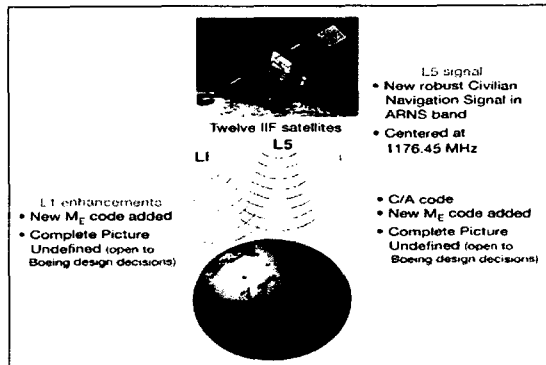 Twelve IIF satellites
L5
L1 enhancements
• New M_E code added
• Complete Picture
Undefined (open to
Boeing design decisions)
L5 signal
• New robust Civilian
Navigation Signal in
ARNS band
• Centered at
1176.45 MHz
• C/A code
• New M_E code added
• Complete Picture
Undefined (open to
Boeing design decisions)